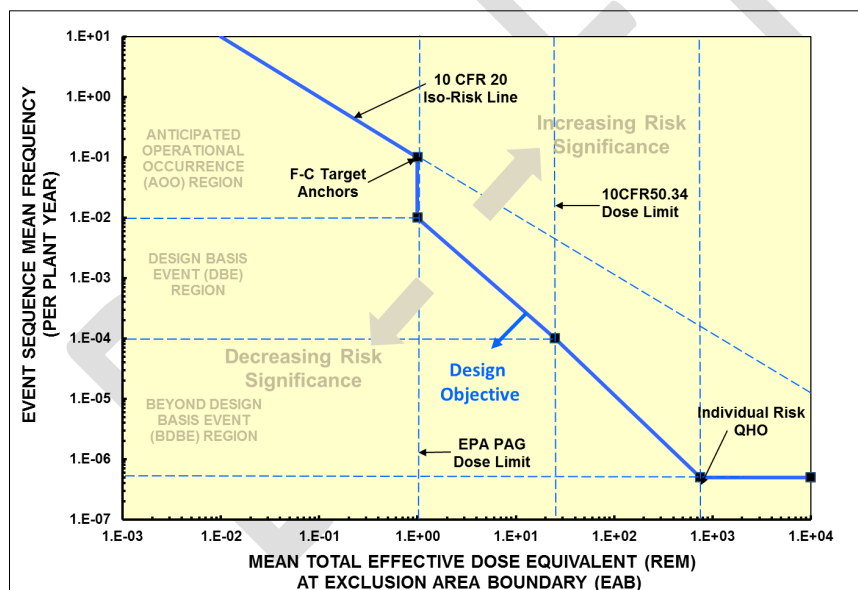 EVENT SEQUENCE MEAN FREQUENCY
(PER PLANT YEAR)
1.E+01
1.E+00
1.E-01
1.E-02
1.E-03
1.E-04
1.E-05
1.E-06
1.E-07
10 CFR 20
Iso-Risk Line
ANTICIPATED
OPERATIONAL
OCCURRENCE
(AOO) REGION
F-C Target
Anchors
Increasing Risk
Significance
10CFR50.34
Dose Limit
DESIGN BASIS
EVENT (DBE)
REGION
Decreasing Risk
Significance
Design
Objective
BEYOND DESIGN
BASIS EVENT
(BDBE) REGION
EPA PAG
Dose Limit
Individual Risk
QHO
1.E-03
1.E-02
1.E-01
1.E+00
1.E+01
1.E+02
1.E+03
1.E+04
MEAN TOTAL EFFECTIVE DOSE EQUIVALENT (REM)
AT EXCLUSION AREA BOUNDARY (EAB)